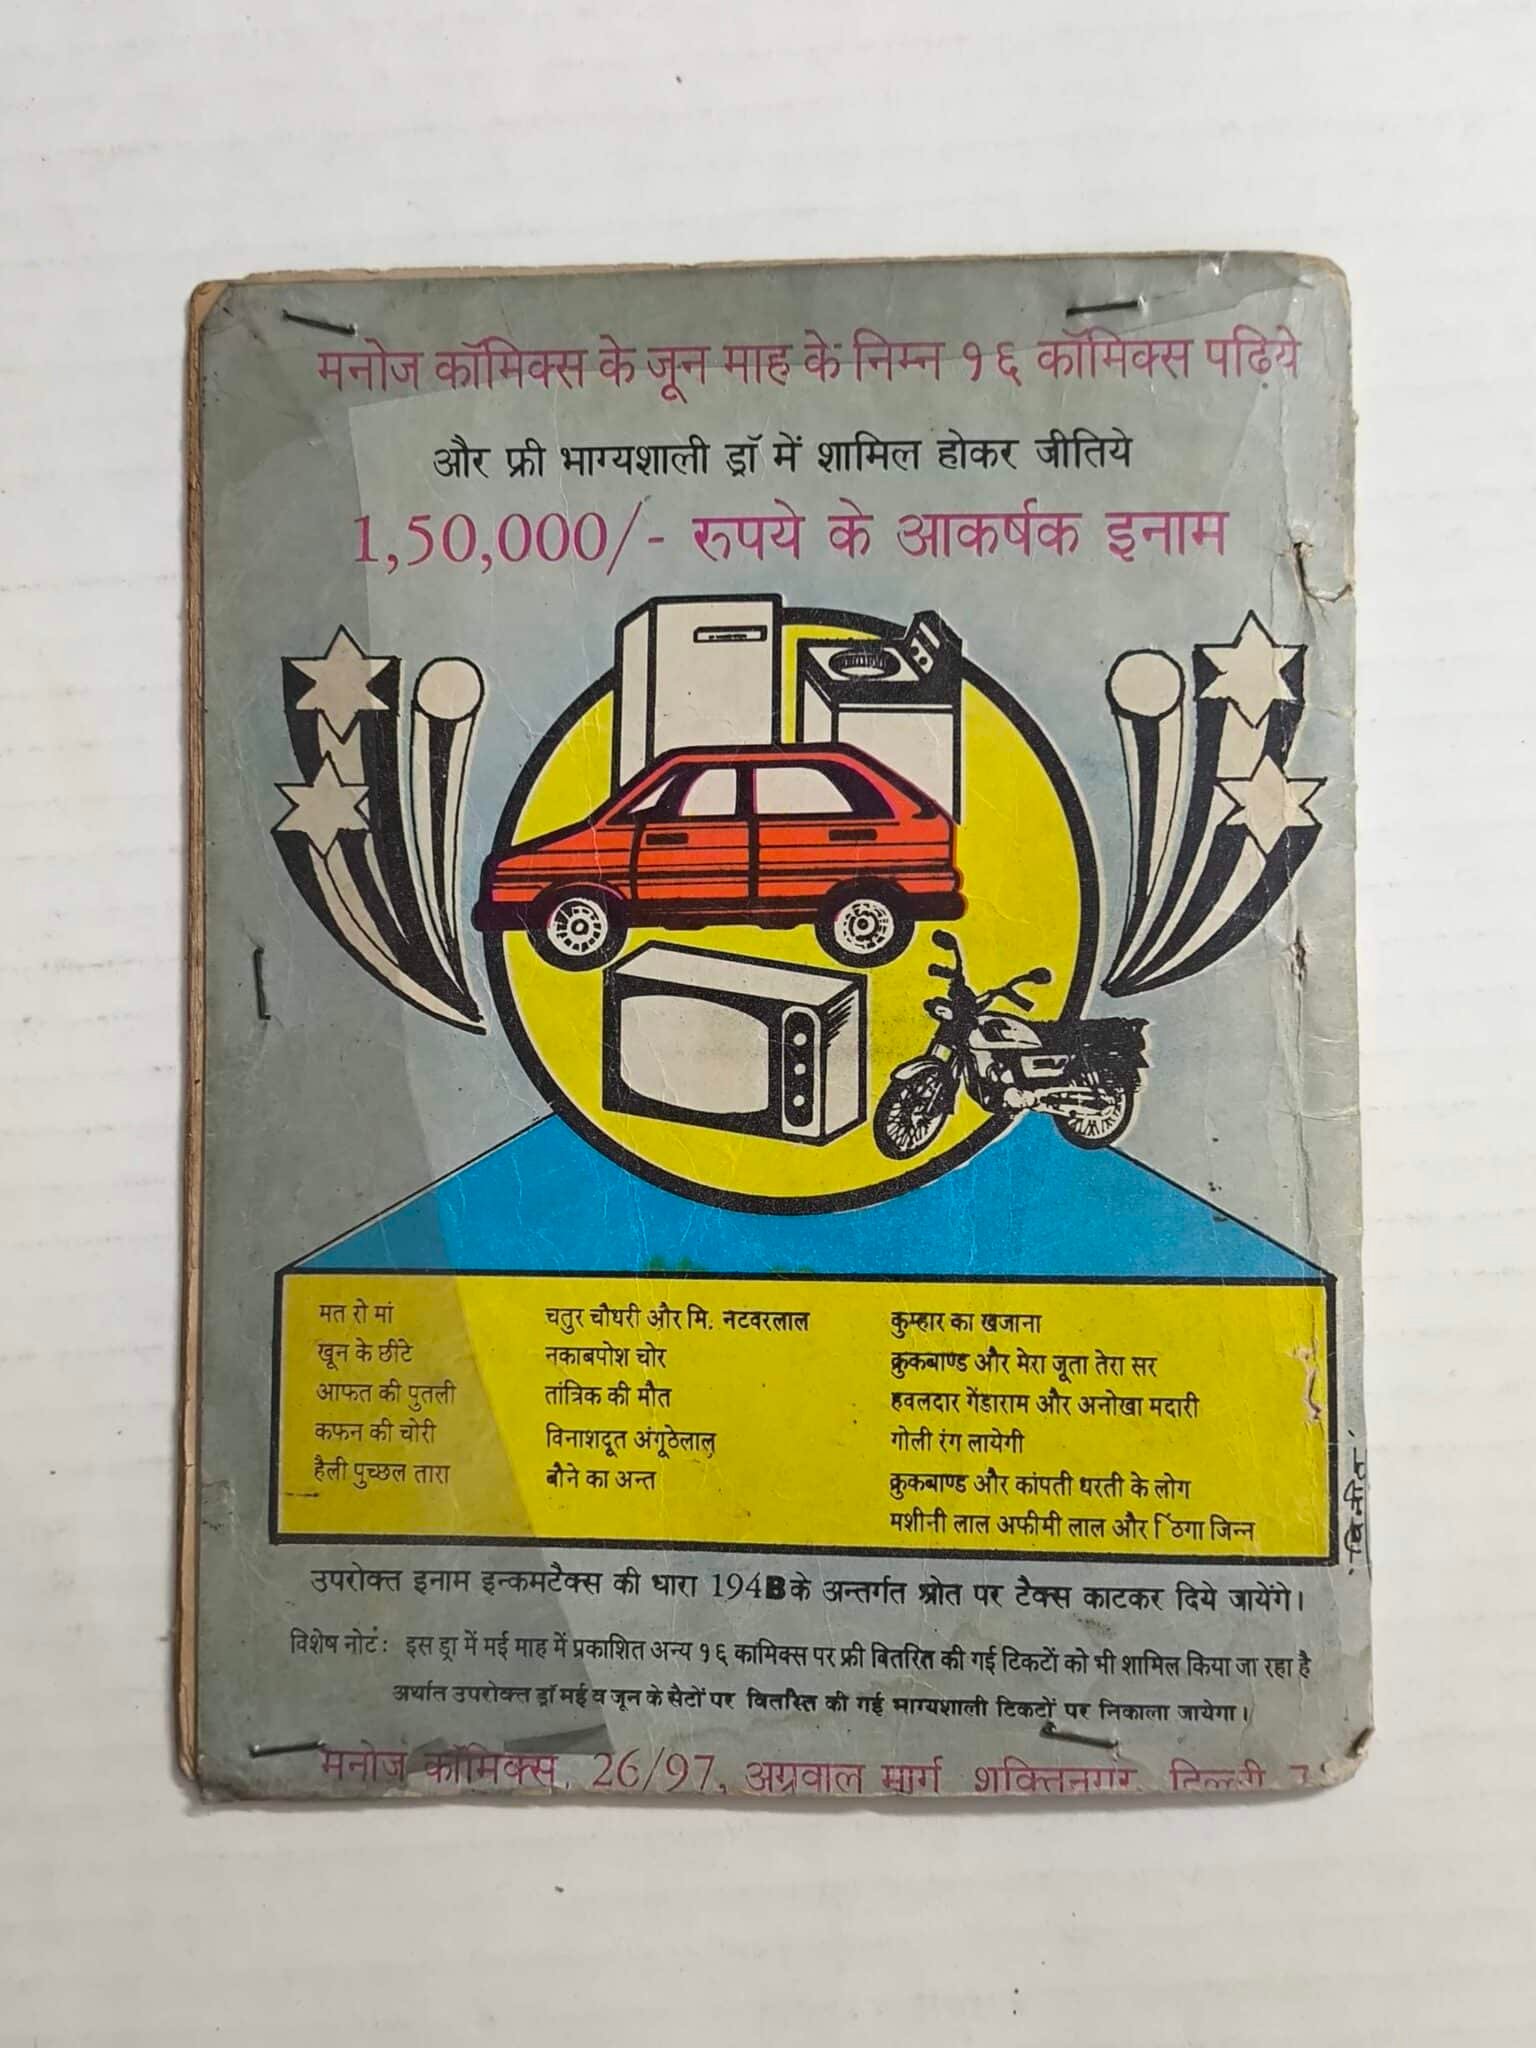 मनोज कॉमिक्स के जून माह के निम्न १६ कॉमिक्स पढ़िये
और फ्री भाग्यशाली ड्रॉ में शामिल होकर जीतिये
1,50,000/- रुपये के आकर्षक इनाम
मत रो मां
खून के छींटे
आफत की पुतली
कफन की चोरी
हैली पुच्छल तारा
चतुर चौधरी और मि. नटवरलाल
नकाबपोश चोर
तांत्रिक की मौत
विनाशदूत अंगूठेलाल
बौने का अन्त
कुम्हार का खजाना
क्रुकबाण्ड और मेरा जूता तेरा सर
हवलदार गेंडाराम और अनोखा मदारी
गोली रंग लायेगी
क्रुकबाण्ड और कांपती धरती के लोग
मशीनी लाल अफीमी लाल और जिन्न
उपरोक्त इनाम इन्कमटैक्स की धारा 194B के अन्तर्गत श्रोत पर टैक्स काटकर दिये जायेंगे।
विशेष नोट: इस ड्रा में मई माह में प्रकाशित अन्य १६ कामिक्स पर फ्री वितरित की गई टिकटों को भी शामिल किया जा रहा है
अर्थात उपरोक्त ड्रॉ मई व जून के सैटों पर वितरित की गई भाग्यशाली टिकटों पर निकाला जायेगा।
मनोज कॉमिक्स, 26/97, अग्रवाल मार्ग शक्तिनगर, दिल्ली